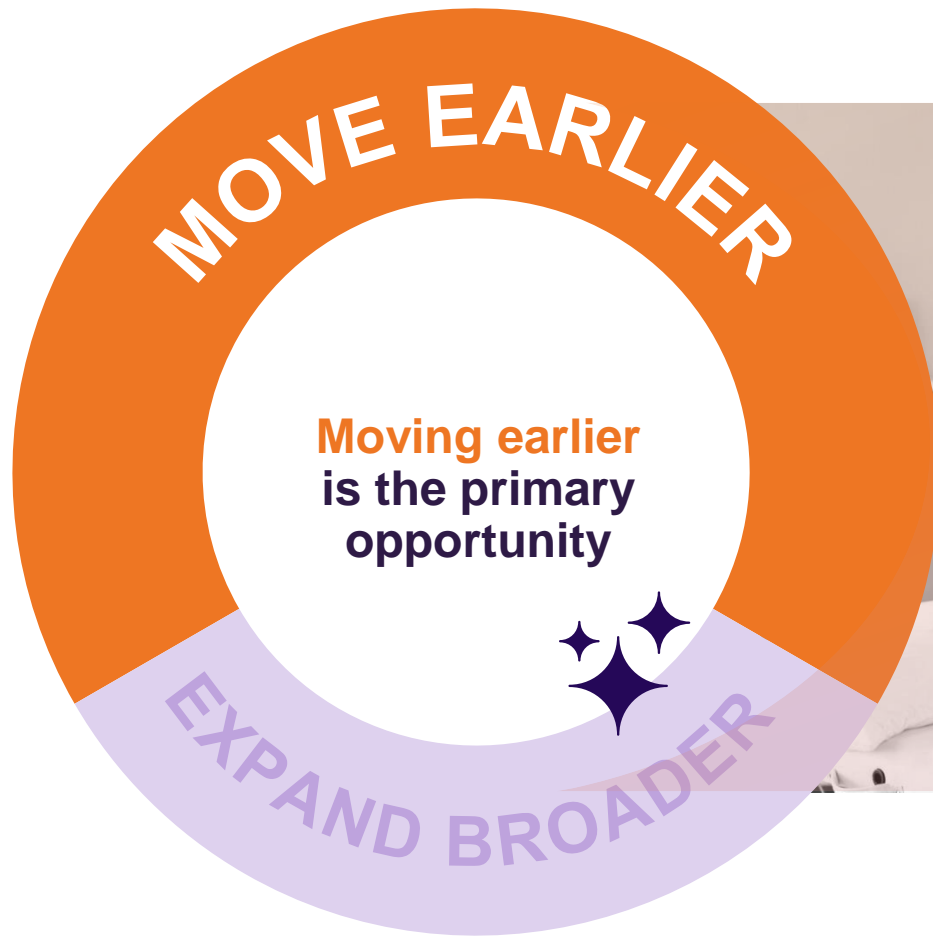 MOVE EARLIER
Moving earlier
is the primary
opportunity
EXPAND BROADER